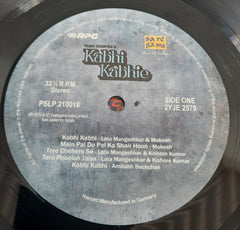 RPG
YASH CHOPRA'S
Kabhi
Kabhie
sa re
ga ma
33⅓ R.P.M.
Stereo
PSLP 210018
SIDE ONE
2YJE 2579
Kabhi Kabhi - Lata Mangeshkar & Mukesh
Main Pal Do Pal Ka Shair Hoon - Mukesh
Tere Chehere Se - Lata Mangeshkar & Kishore Kumar
Tera Phoolon Jaisa - Lata Mangeshkar & Kishore Kumar
Kabhi Kabhi - Amitabh Bachchan
Record Manufactured in Germany